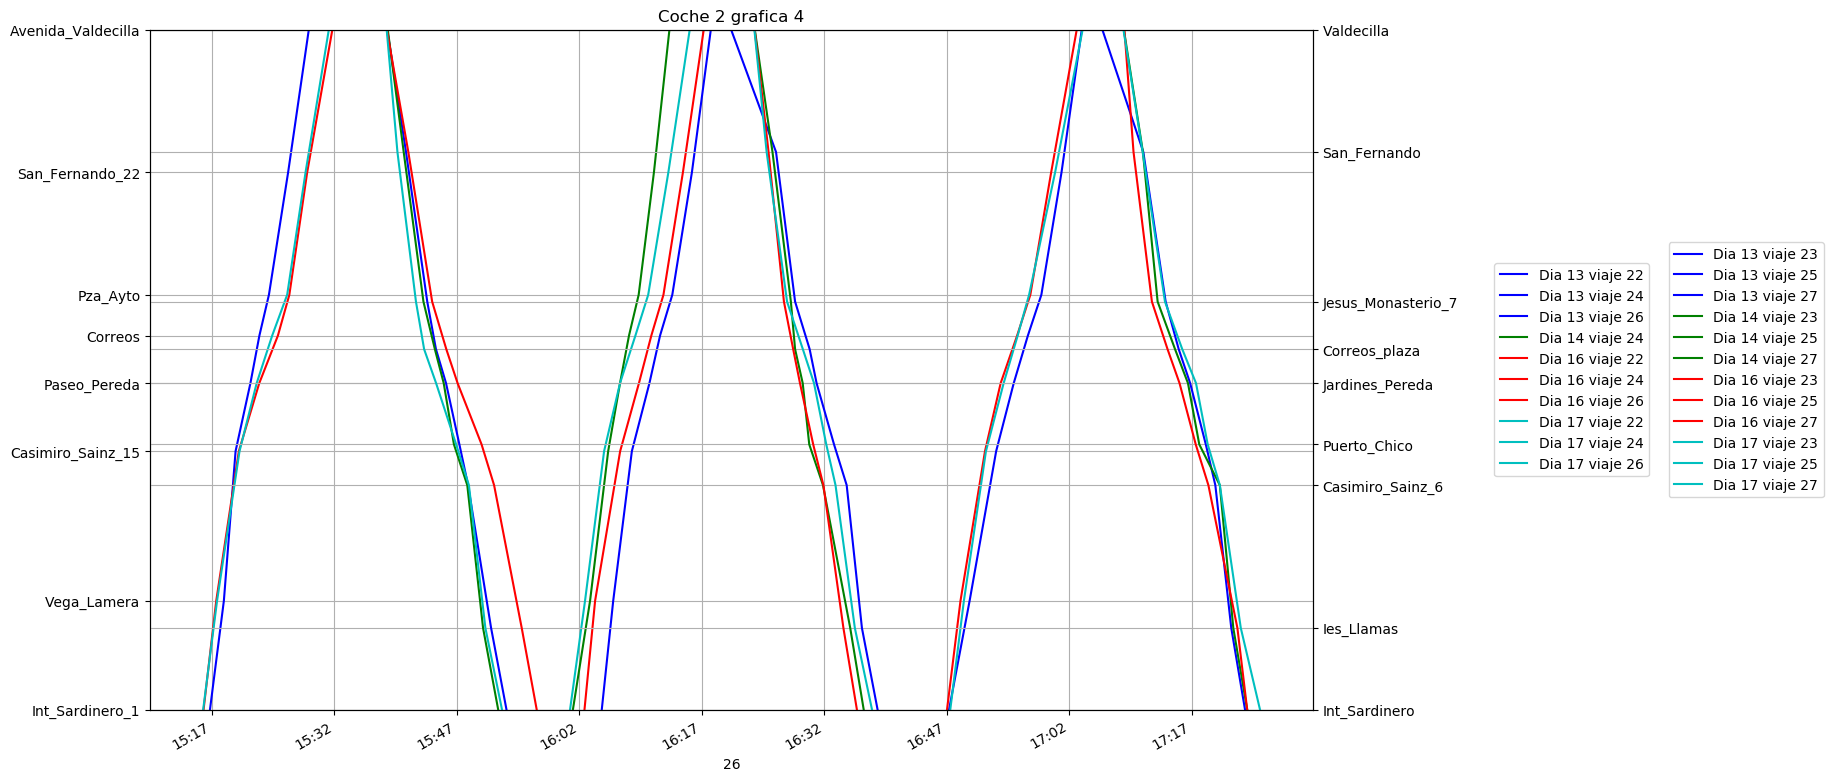 Coche 2 grafica 4
Avenida_Valdecilla
San_Fernando_22
Pza_Ayto
Correos
Paseo_Pereda
Casimiro_Sainz_15
Vega_Lamera
Int_Sardinero_1
Valdecilla
San_Fernando
Jesus_Monasterio_7
Correos_plaza
Jardines_Pereda
Puerto_Chico
Casimiro_Sainz_6
Ies_Llamas
Int_Sardinero
15:17
15:32
15:47
16:02
16:17
16:32
16:47
17:02
17:17
26
Dia 13 viaje 22
Dia 13 viaje 24
Dia 13 viaje 26
Dia 14 viaje 24
Dia 16 viaje 22
Dia 16 viaje 24
Dia 16 viaje 26
Dia 17 viaje 22
Dia 17 viaje 24
Dia 17 viaje 26
Dia 13 viaje 23
Dia 13 viaje 25
Dia 13 viaje 27
Dia 14 viaje 23
Dia 14 viaje 25
Dia 14 viaje 27
Dia 16 viaje 23
Dia 16 viaje 25
Dia 16 viaje 27
Dia 17 viaje 23
Dia 17 viaje 25
Dia 17 viaje 27